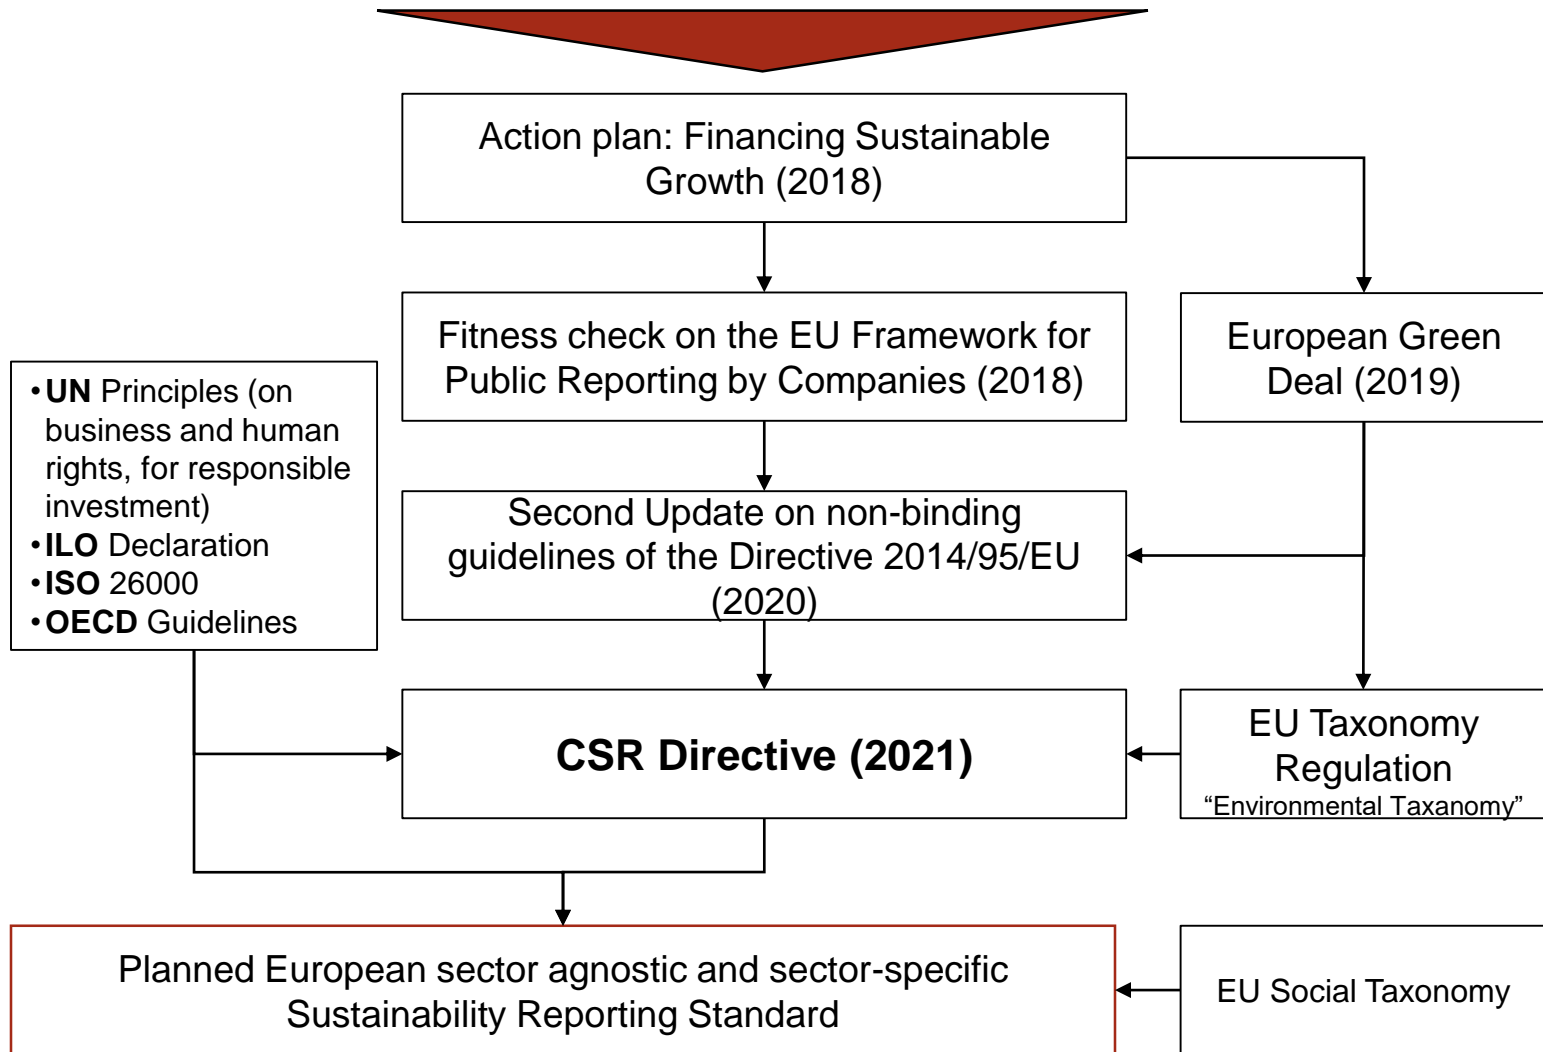 Action plan: Financing Sustainable
Growth (2018)
Fitness check on the EU Framework for
Public Reporting by Companies (2018)
European Green
Deal (2019)
•UN Principles (on
business and human
rights, for responsible
investment)
•ILO Declaration
•ISO 26000
•OECD Guidelines
Second Update on non-binding
guidelines of the Directive 2014/95/EU
(2020)
CSR Directive (2021)
EU Taxonomy
Regulation
“Environmental Taxanomy”
Planned European sector agnostic and sector-specific
Sustainability Reporting Standard
EU Social Taxonomy